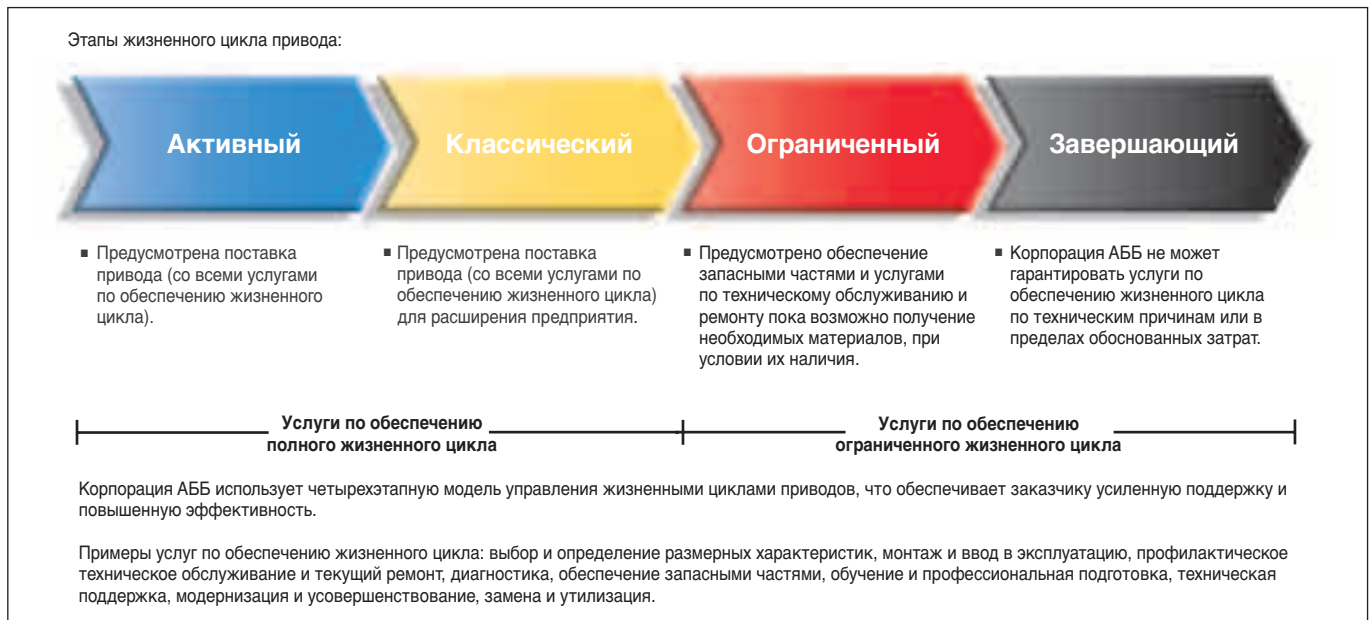 Этапы жизненного цикла привода:
Активный
Классический
Ограниченный
Завершающий
▪ Предусмотрена поставка
привода (со всеми услугами
по обеспечению жизненного
цикла).
▪ Предусмотрена поставка
привода (со всеми услугами по
обеспечению жизненного цикла)
для расширения предприятия.
▪ Предусмотрено обеспечение
запасными частями и услугами
по техническому обслуживанию и
ремонту пока возможно получение
необходимых материалов, при
условии их наличия.
▪ Корпорация АББ не может
гарантировать услуги по
обеспечению жизненного цикла
по техническим причинам или в
пределах обоснованных затрат.
Услуги по обеспечению
полного жизненного цикла
Услуги по обеспечению
ограниченного жизненного цикла
Корпорация АББ использует четырехэтапную модель управления жизненными циклами приводов, что обеспечивает заказчику усиленную поддержку и
повышенную эффективность.
Примеры услуг по обеспечению жизненного цикла: выбор и определение размерных характеристик, монтаж и ввод в эксплуатацию, профилактическое
техническое обслуживание и текущий ремонт, диагностика, обеспечение запасными частями, обучение и профессиональная подготовка, техническая
поддержка, модернизация и усовершенствование, замена и утилизация.